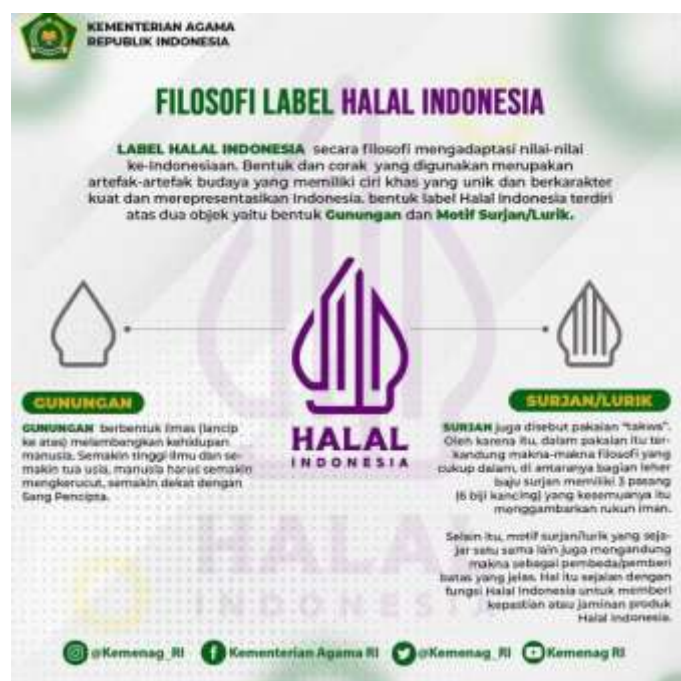 KEMENTERIAN AGAMA
REPUBLIK INDONESIA
FILOSOFI LABEL HALAL INDONESIA
LABEL HALAL INDONESIA secara filosofi mengadaptasi nilai-nilai
ke-Indonesiaan. Bentuk dan corak yang digunakan merupakan
artefak-artefak budaya yang memiliki ciri khas yang unik dan berkarakter
kuat dan merepresentasikan Indonesia. bentuk label Halal Indonesia terdiri
atas dua objek yaitu bentuk Gunungan dan Motif Surjan/Lurik.
HALAL
INDONESIA
GUNUNGAN
GUNUNGAN berbentuk limas (lancip
ke atas) melambangkan kehidupan
manusia. Semakin tinggi ilmu dan se-
makin tua usia, manusia harus semakin
mengkerucut, semakin dekat dengan
Sang Pencipta.
SURJAN/LURIK
SURJAN juga disebut pakaian "takwa".
Oleh karena itu, dalam pakaian itu ter-
kandung makna-makna filosofi yang
cukup dalam, di antaranya bagian leher
baju surjan memiliki 3 pasang
(6 biji kancing) yang kesemuanya itu
menggambarkan rukun iman.
Selain itu, motif surjan/lurik yang seja-
jar satu sama lain juga mengandung
makna sebagai pembeda/pemberi
batas yang jelas. Hal itu sejalan dengan
fungsi Halal Indonesia untuk memberi
kepastian atau jaminan produk
Halal Indonesia.
HALAL
INDONESIA
@Kemenag_RI Kementerian Agama RI @Kemenag_RI Kemenag RI